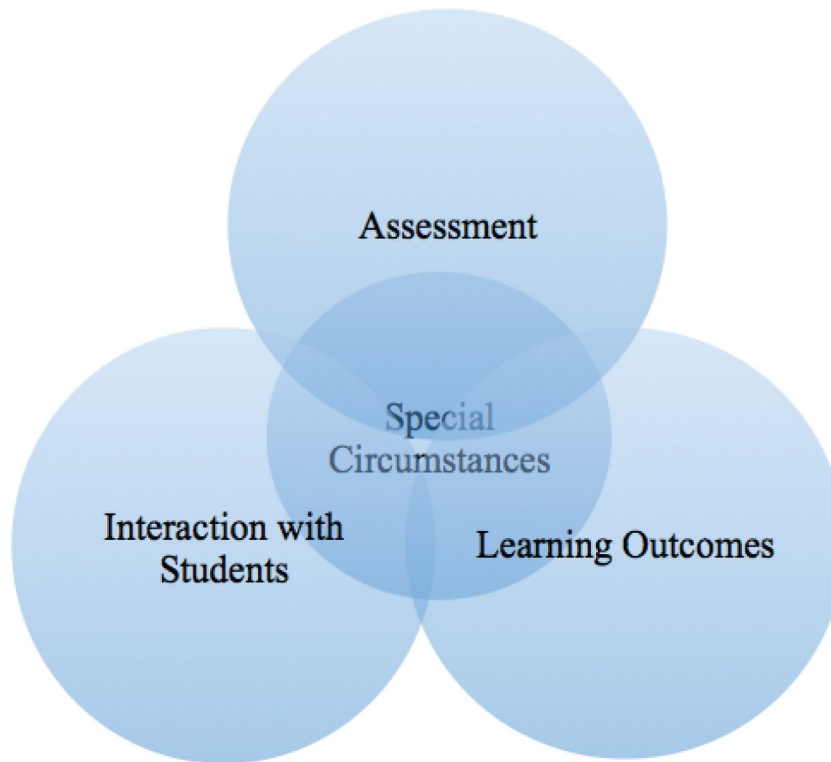 Assessment
Special
Circumstances
Interaction with
Students
Learning Outcomes